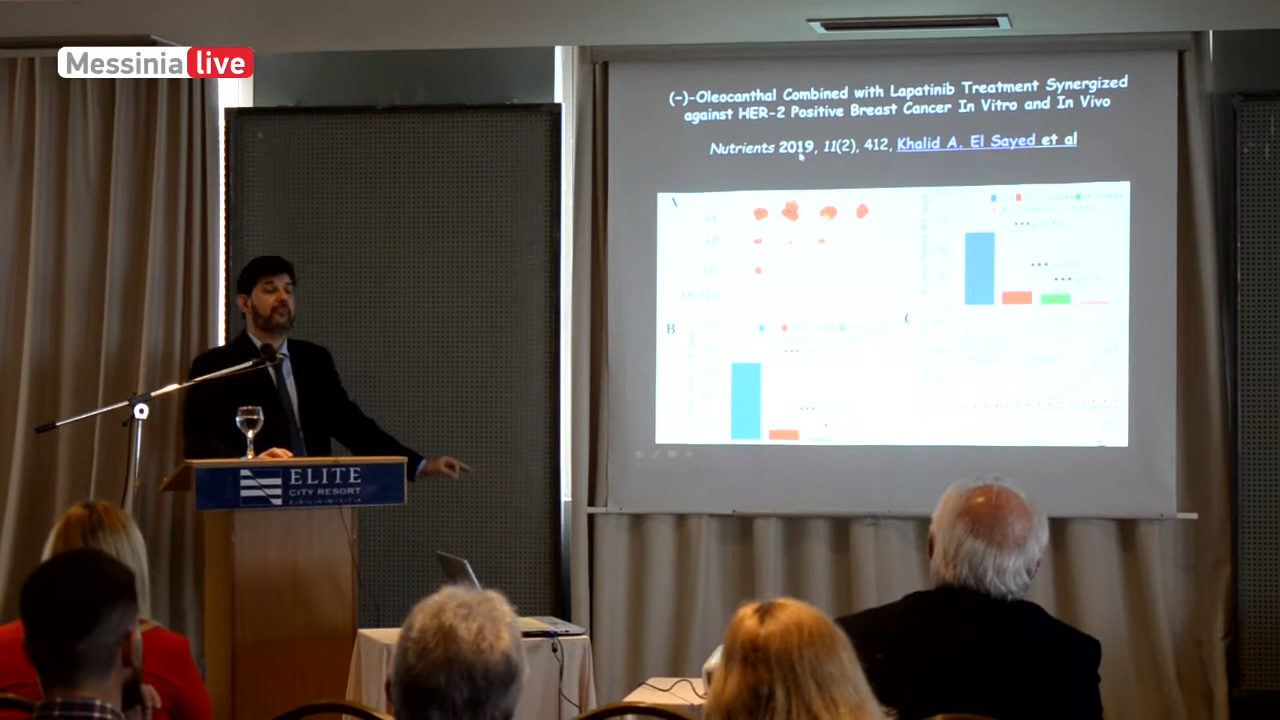 Messinia live
(-)-Oleocanthal Combined with Lapatinib Treatment Synergized
against HER-2 Positive Breast Cancer In Vitro and In Vivo
Nutrients 2019, 11(2), 412, Khalid A. El Sayed et al
A
B
C
ELITE
CITY RESORT